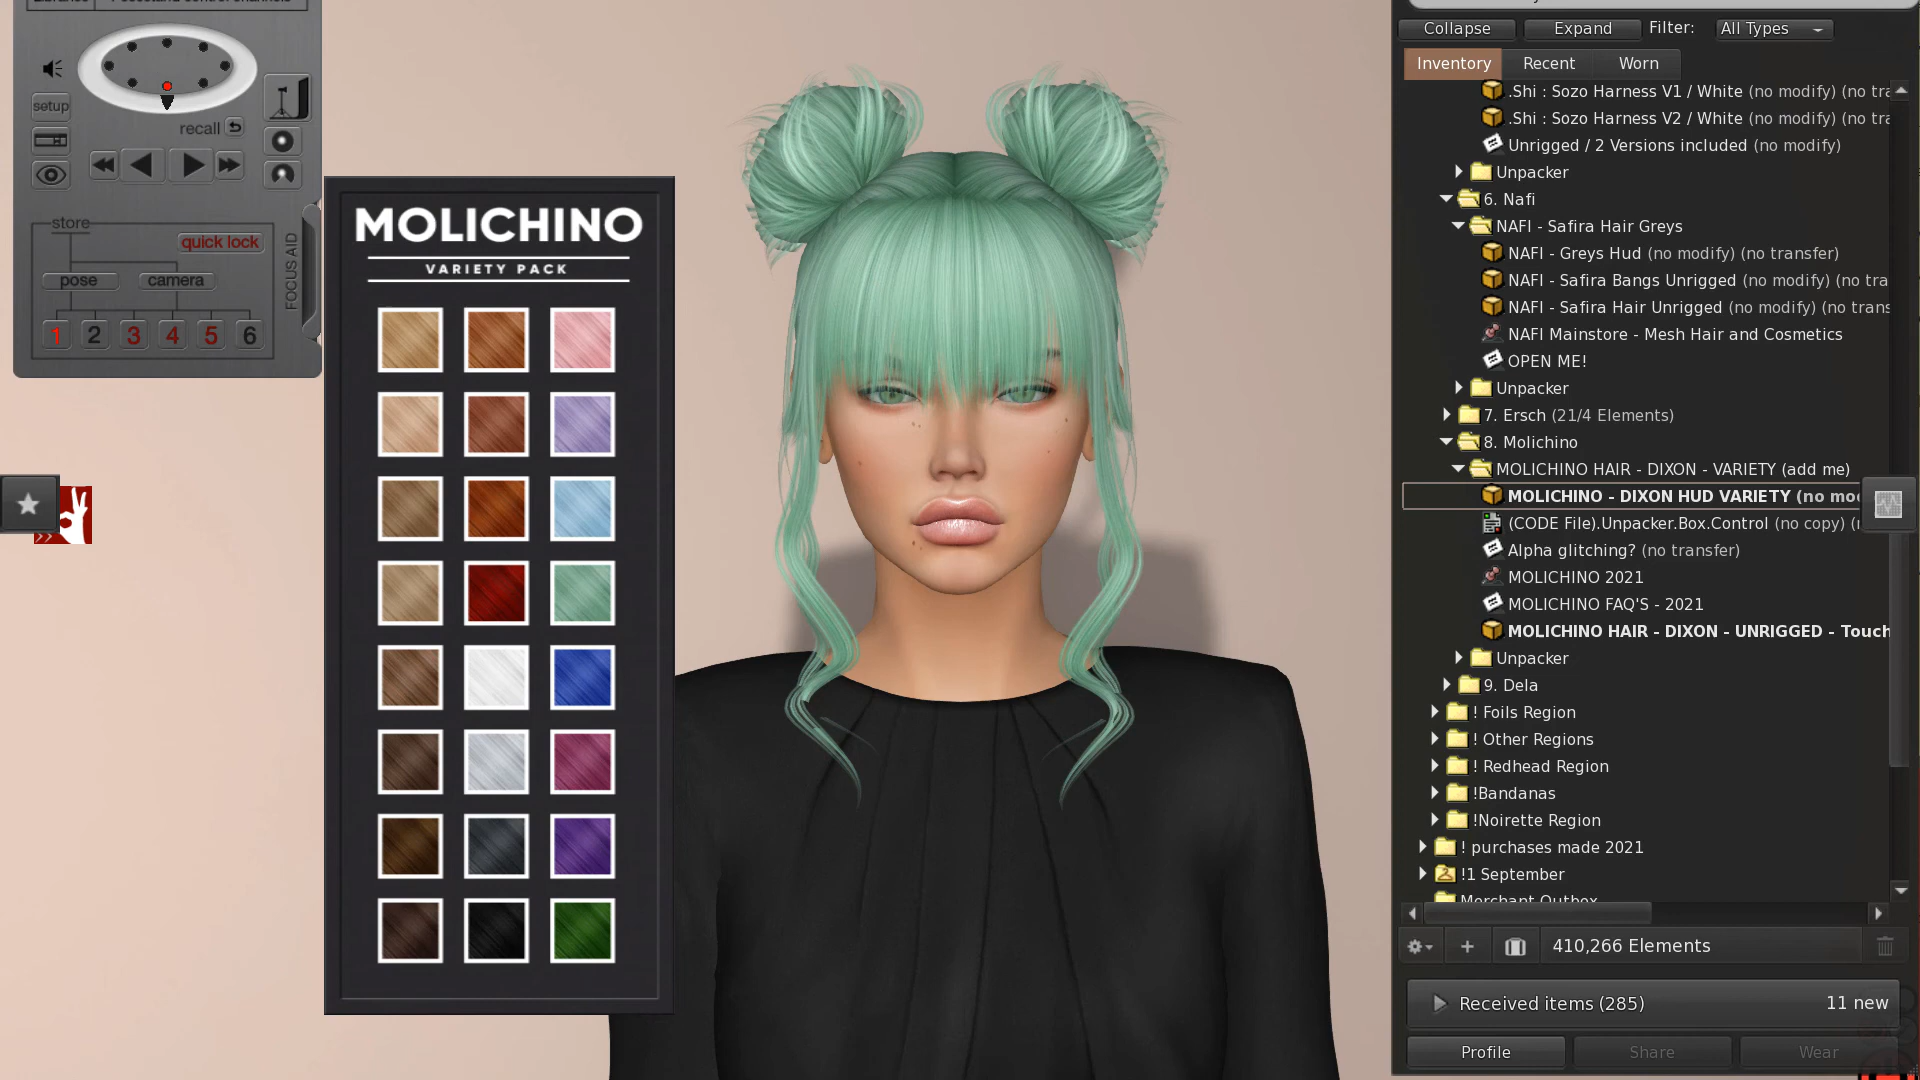 setup
recall
store
quick lock
pose
camera
FOCUS AID
1 2 3 4 5 6
MOLICHINO
VARIETY PACK
Collapse
Expand
Filter:
All Types
Inventory
Recent
Worn
.Shi : Sozo Harness V1 / White (no modify) (no tra
.Shi : Sozo Harness V2 / White (no modify) (no tra
Unrigged / 2 Versions included (no modify)
Unpacker
6. Nafi
NAFI - Safira Hair Greys
NAFI - Greys Hud (no modify) (no transfer)
NAFI - Safira Bangs Unrigged (no modify) (no tra
NAFI - Safira Hair Unrigged (no modify) (no trans
NAFI Mainstore - Mesh Hair and Cosmetics
OPEN ME!
Unpacker
7. Ersch (21/4 Elements)
8. Molichino
MOLICHINO HAIR - DIXON - VARIETY (add me)
MOLICHINO - DIXON HUD VARIETY (no mo
(CODE File).Unpacker.Box.Control (no copy)
Alpha glitching? (no transfer)
MOLICHINO 2021
MOLICHINO FAQ'S - 2021
MOLICHINO HAIR - DIXON - UNRIGGED - Touch
Unpacker
9. Dela
! Foils Region
! Other Regions
! Redhead Region
!Bandanas
!Noirette Region
! purchases made 2021
!1 September
Merchant Outbox
410,266 Elements
Received items (285)
11 new
Profile
Share
Wear